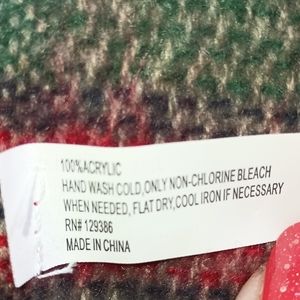 100%ACRYLIC
HAND WASH COLD,ONLY NON-CHLORINE BLEACH
WHEN NEEDED, FLAT DRY,COOL IRON IF NECESSARY
RN# 129386
MADE IN CHINA